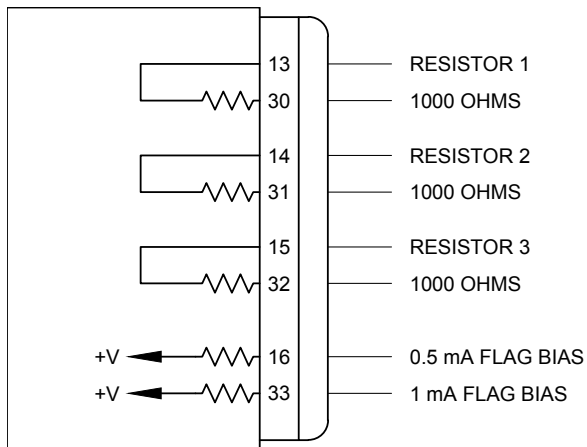 13 RESISTOR 1
30 1000 OHMS
14 RESISTOR 2
31 1000 OHMS
15 RESISTOR 3
32 1000 OHMS
+V 16 0.5 mA FLAG BIAS
+V 33 1 mA FLAG BIAS